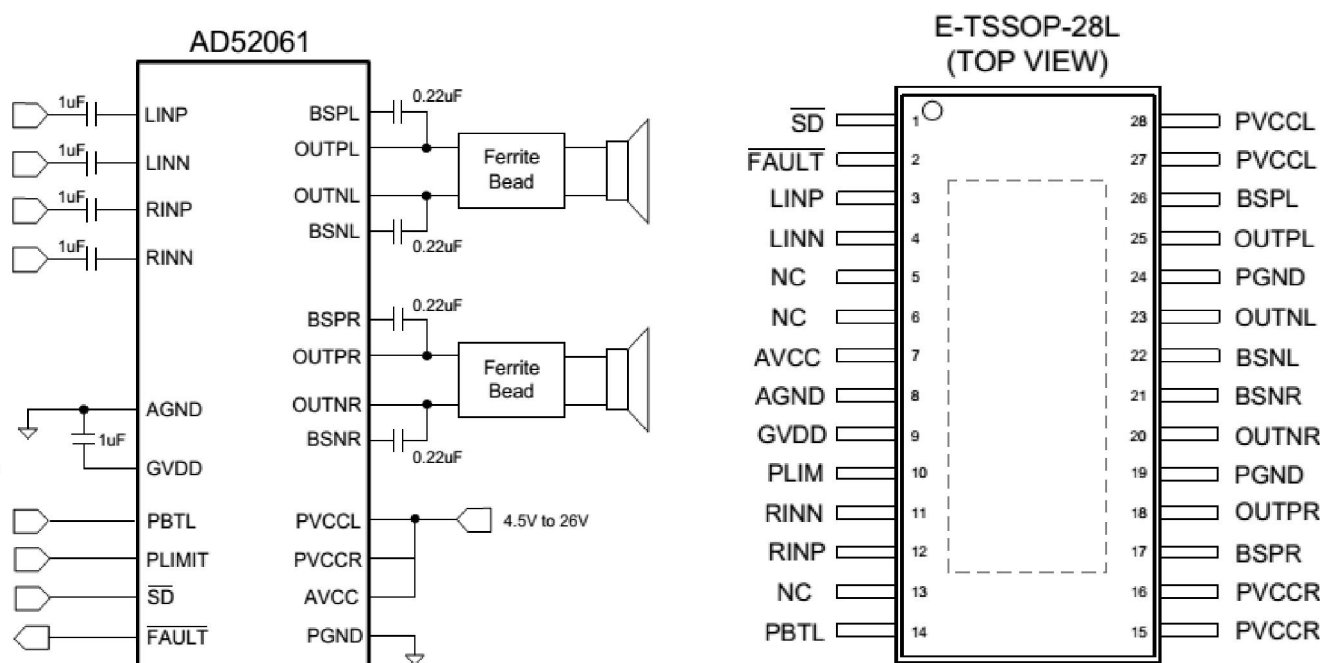 AD52061
1uF
LINP
1uF
LINN
1uF
RINP
1uF
RINN
AGND
1uF
GVDD
PBTL
PLIMIT
SD
FAULT
BSPL
0.22uF
OUTPL
OUTNL
BSNL
0.22uF
Ferrite
Bead
BSPR
0.22uF
OUTPR
OUTNR
BSNR
0.22uF
Ferrite
Bead
PVCCL
4.5V to 26V
PVCCR
AVCC
PGND
E-TSSOP-28L
(TOP VIEW)
SD 1
FAULT 2
LINP 3
LINN 4
NC 5
NC 6
AVCC 7
AGND 8
GVDD 9
PLIM 10
RINN 11
RINP 12
NC 13
PBTL 14
28 PVCCL
27 PVCCL
26 BSPL
25 OUTPL
24 PGND
23 OUTNL
22 BSNL
21 BSNR
20 OUTNR
19 PGND
18 OUTPR
17 BSPR
16 PVCCR
15 PVCCR